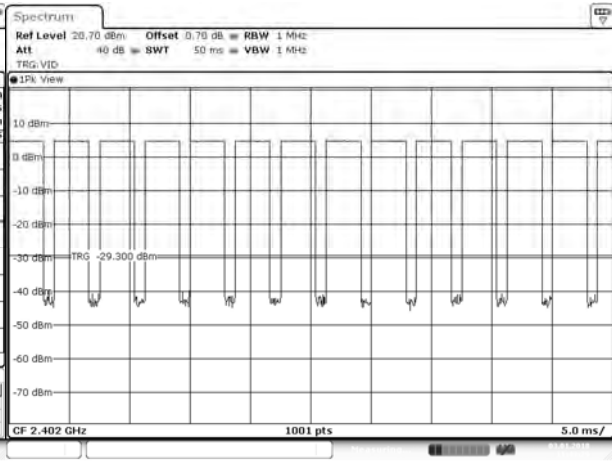 Spectrum
Ref Level 20.70 dBm Offset 0.70 dB RBW 1 MHz
Att 40 dB SWT 50 ms VBW 1 MHz
TRG:VID
1Pk View
10 dBm
0 dBm
-10 dBm
-20 dBm
-30 dBm
TRG -29.300 dBm
-40 dBm
-50 dBm
-60 dBm
-70 dBm
CF 2.402 GHz 1001 pts 5.0 ms/